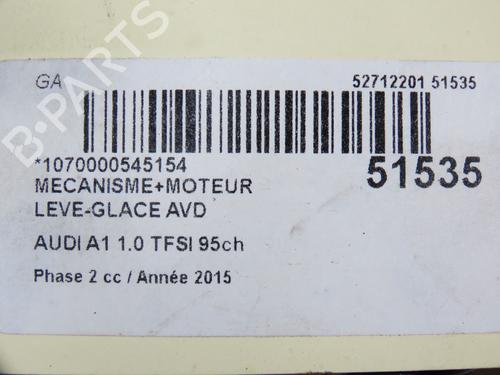 GA
52712201 51535
*1070000545154
51535
MECANISME+MOTEUR
LEVE-GLACE AVD
AUDI A1 1.0 TFSI 95ch
Phase 2 cc / Année 2015
B-PARTS